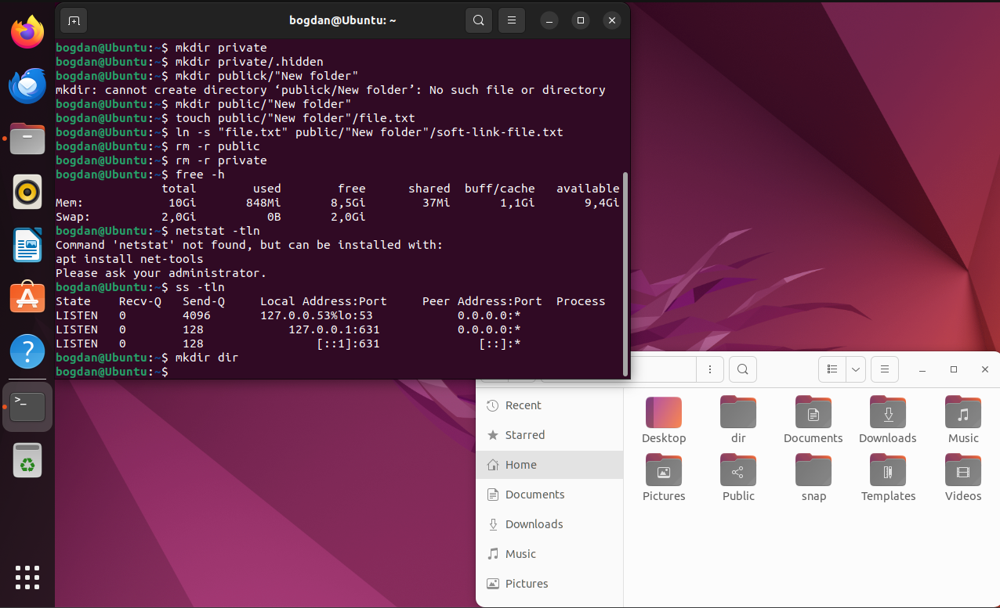 bogdan@Ubuntu: ~
bogdan@Ubuntu:~$ mkdir private
bogdan@Ubuntu:~$ mkdir private/.hidden
bogdan@Ubuntu:~$ mkdir publick/"New folder"
mkdir: cannot create directory ‘publick/New folder’: No such file or directory
bogdan@Ubuntu:~$ mkdir public/"New folder"
bogdan@Ubuntu:~$ touch public/"New folder"/file.txt
bogdan@Ubuntu:~$ ln -s "file.txt" public/"New folder"/soft-link-file.txt
bogdan@Ubuntu:~$ rm -r public
bogdan@Ubuntu:~$ rm -r private
bogdan@Ubuntu:~$ free -h
total used free shared buff/cache available
Mem: 10Gi 848Mi 8,5Gi 37Mi 1,1Gi 9,4Gi
Swap: 2,0Gi 0B 2,0Gi
bogdan@Ubuntu:~$ netstat -tln
Command 'netstat' not found, but can be installed with:
apt install net-tools
Please ask your administrator.
bogdan@Ubuntu:~$ ss -tln
State Recv-Q Send-Q Local Address:Port Peer Address:Port Process
LISTEN 0 4096 127.0.0.53%lo:53 0.0.0.0:*
LISTEN 0 128 127.0.0.1:631 0.0.0.0:*
LISTEN 0 128 [::1]:631 [::]:*
bogdan@Ubuntu:~$ mkdir dir
bogdan@Ubuntu:~$
Recent
Starred
Home
Documents
Downloads
Music
Pictures
Desktop dir Documents Downloads Music
Pictures Public snap Templates Videos